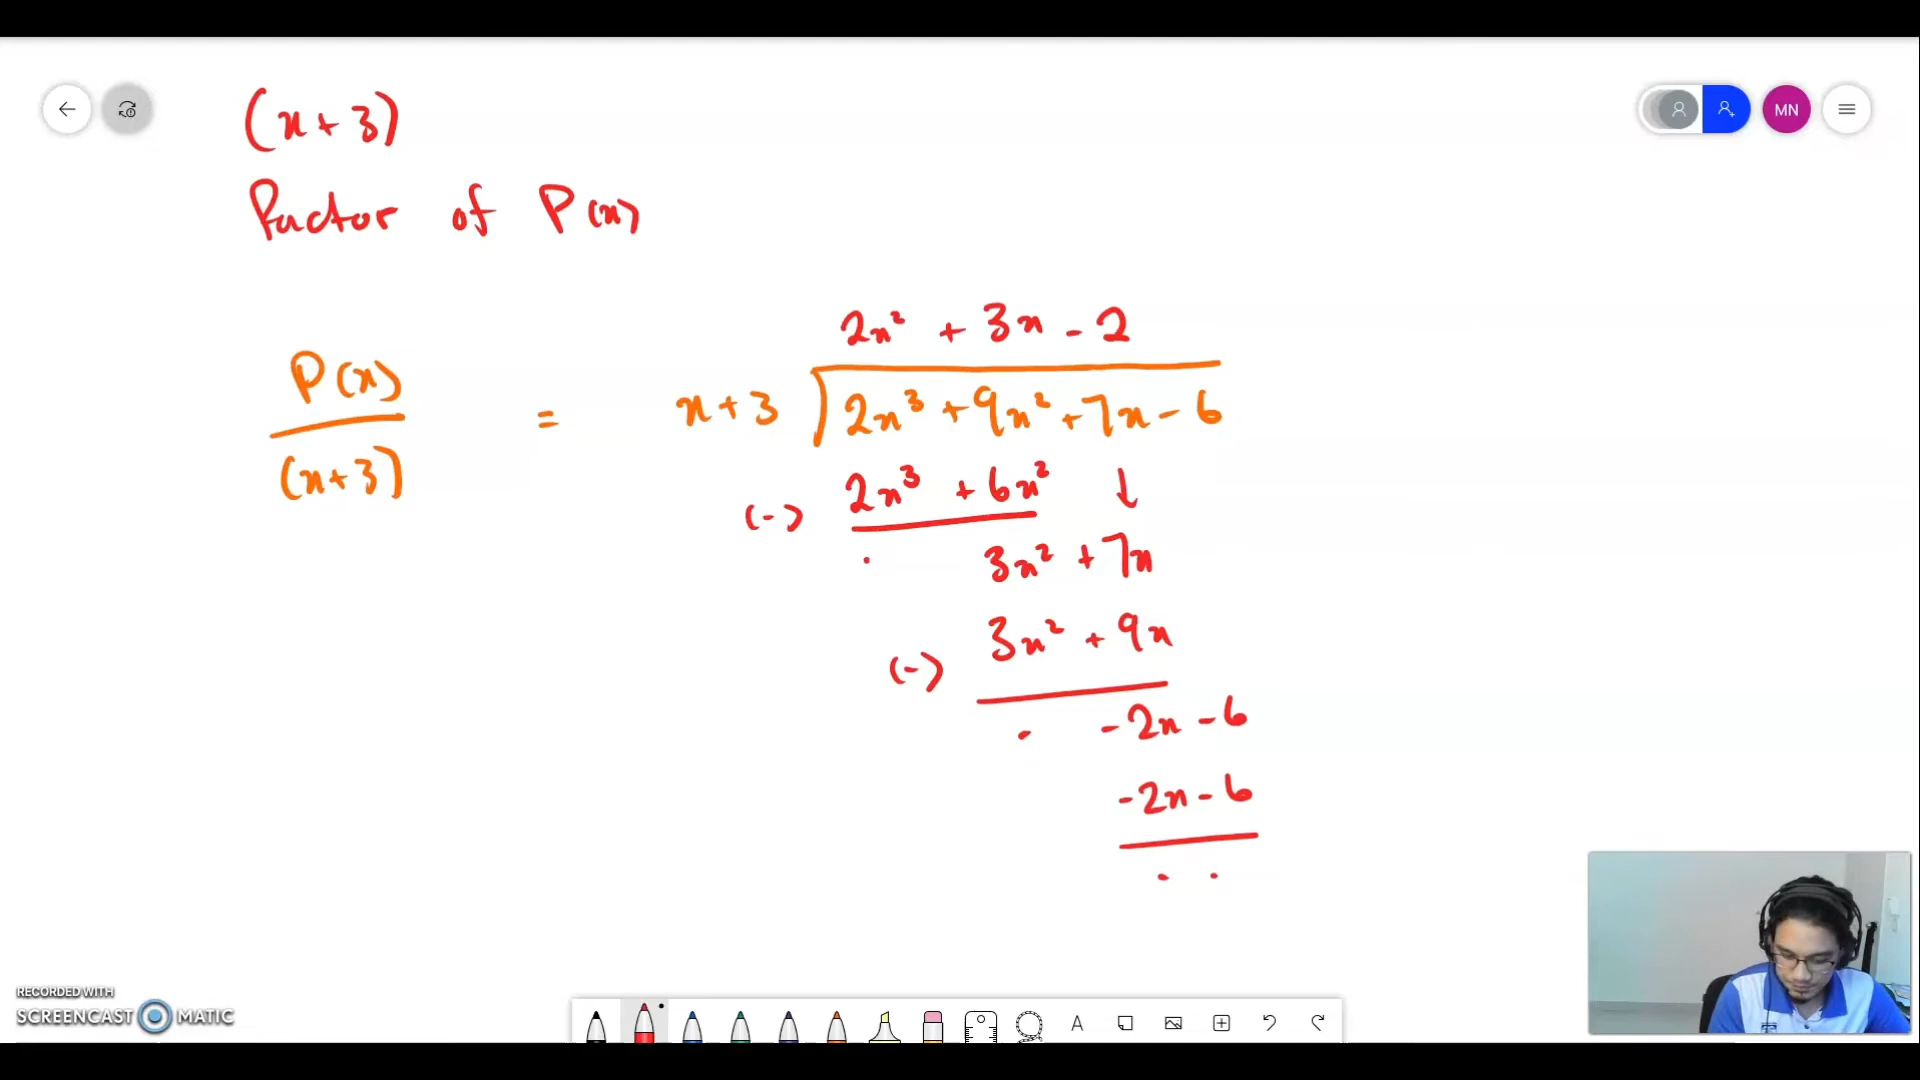 (x+3)
Factor of P(x)
2x² + 3x - 2
P(x)
(x+3)
=
x+3
2x³ +9x² +7x - 6
2x³ + 6x² ↓
(-)
· 3x² + 7x
3x² + 9x
(-)
· -2x - 6
-2x - 6
· ·
MN
RECORDED WITH
SCREENCAST MATIC
A